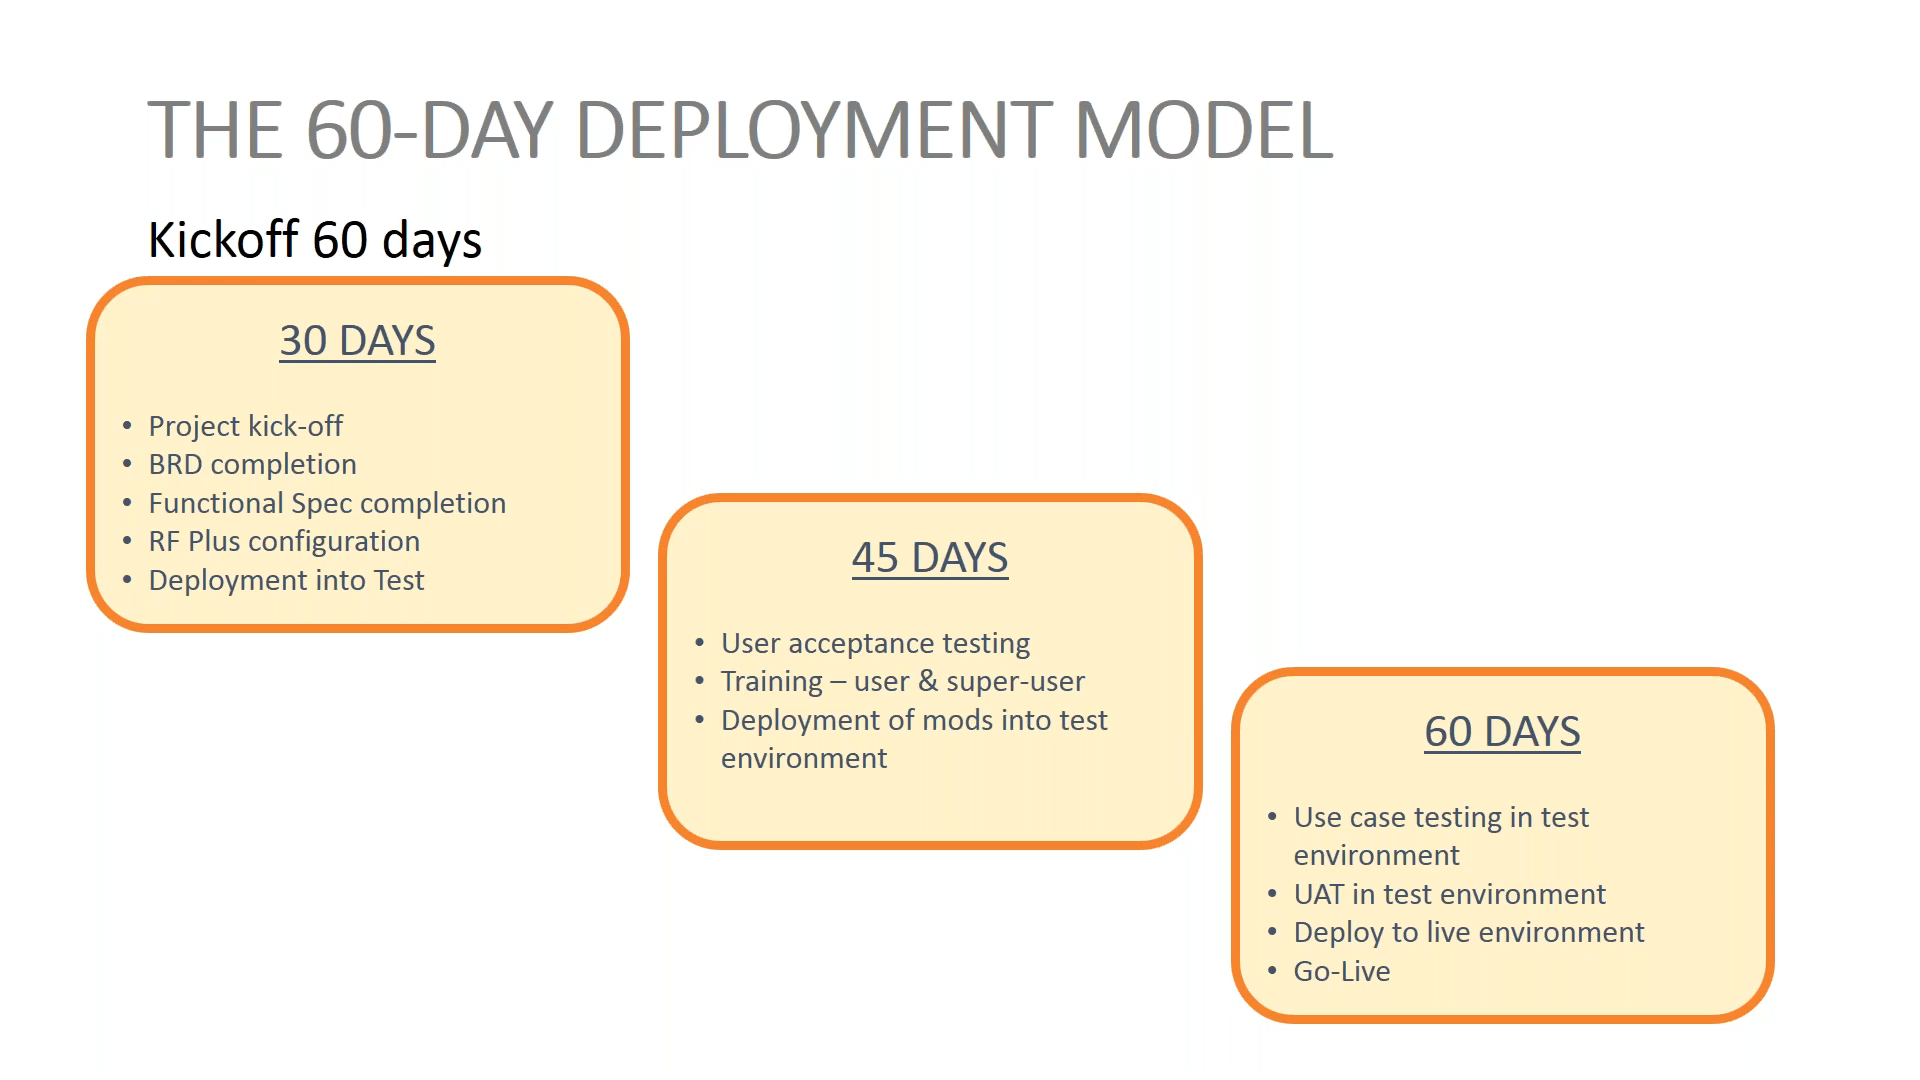 THE 60-DAY DEPLOYMENT MODEL
Kickoff 60 days
30 DAYS
• Project kick-off
• BRD completion
• Functional Spec completion
• RF Plus configuration
• Deployment into Test
45 DAYS
• User acceptance testing
• Training – user & super-user
• Deployment of mods into test
environment
60 DAYS
• Use case testing in test
environment
• UAT in test environment
• Deploy to live environment
• Go-Live